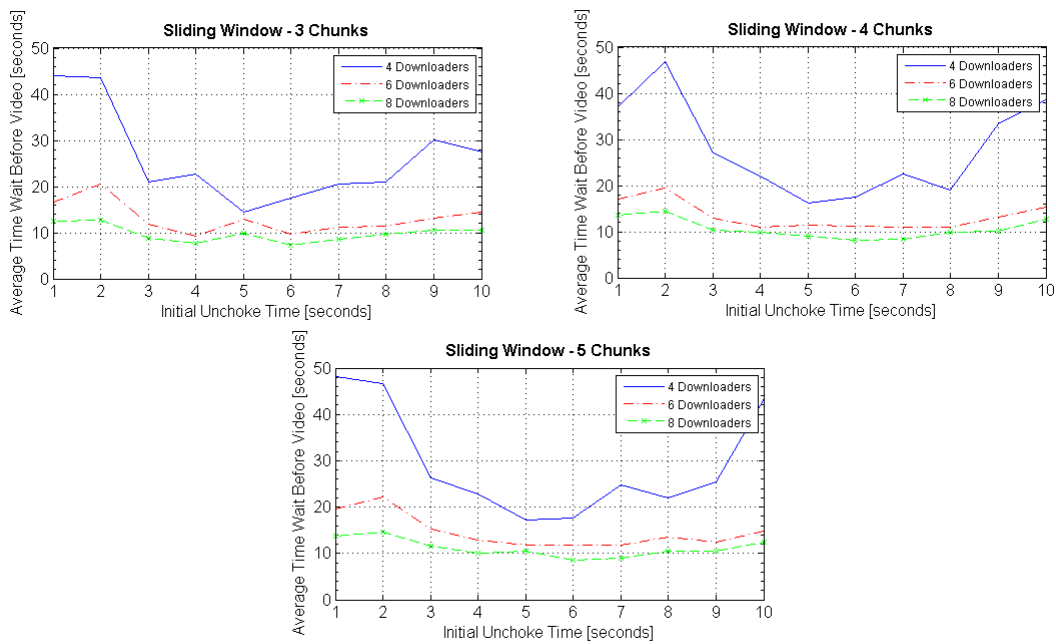 Sliding Window - 3 Chunks
Average Time Wait Before Video [seconds]
50
40
30
20
10
0
4 Downloaders
6 Downloaders
8 Downloaders
1 2 3 4 5 6 7 8 9 10
Initial Unchoke Time [seconds]
Sliding Window - 4 Chunks
Average Time Wait Before Video [seconds]
50
40
30
20
10
0
4 Downloaders
6 Downloaders
8 Downloaders
1 2 3 4 5 6 7 8 9 10
Initial Unchoke Time [seconds]
Sliding Window - 5 Chunks
Average Time Wait Before Video [seconds]
50
40
30
20
10
0
4 Downloaders
6 Downloaders
8 Downloaders
1 2 3 4 5 6 7 8 9 10
Initial Unchoke Time [seconds]